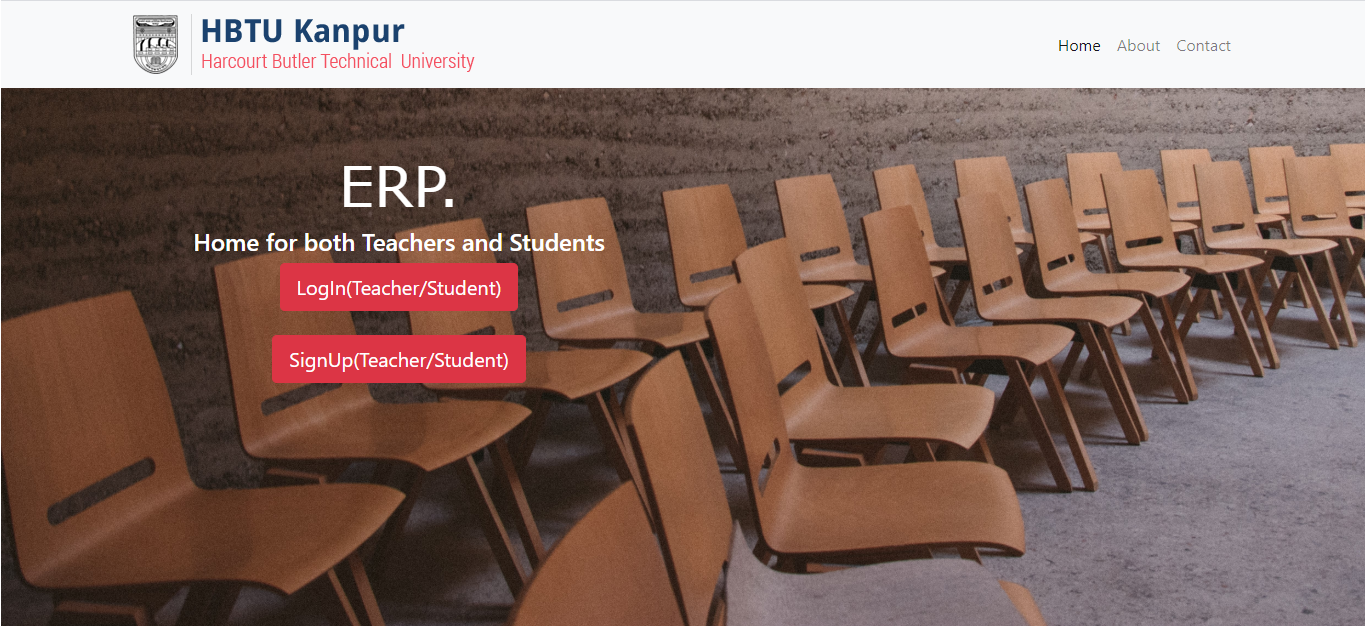 HBTU Kanpur
Harcourt Butler Technical University
Home About Contact
ERP.
Home for both Teachers and Students
LogIn(Teacher/Student)
SignUp(Teacher/Student)